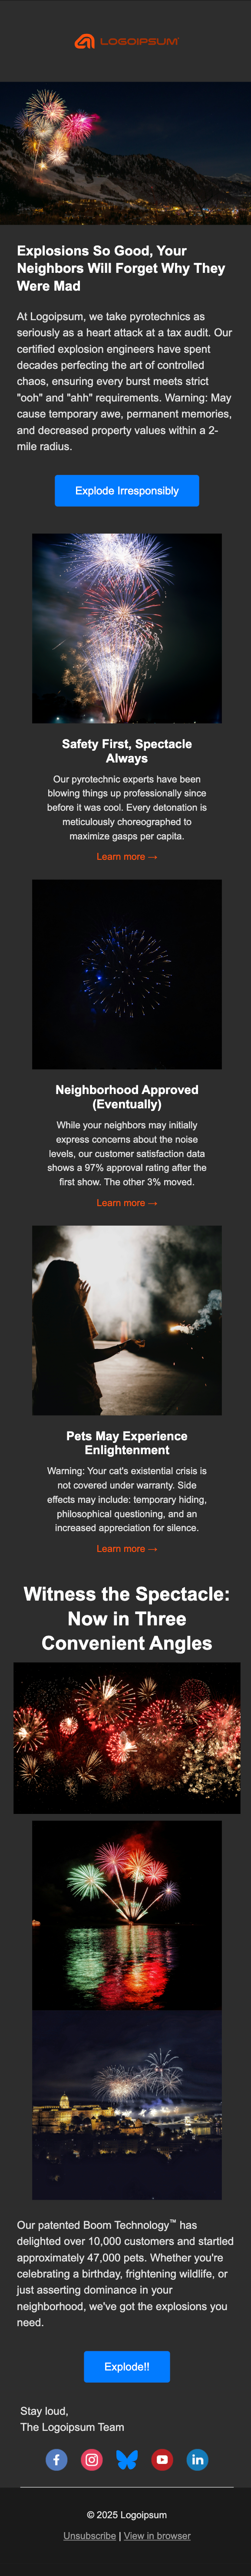 LOGOIPSUM
Explosions So Good, Your
Neighbors Will Forget Why They
Were Mad
At Logoipsum, we take pyrotechnics as
seriously as a heart attack at a tax audit. Our
certified explosion engineers have spent
decades perfecting the art of controlled
chaos, ensuring every burst meets strict
"ooh" and "ahh" requirements. Warning: May
cause temporary awe, permanent memories,
and decreased property values within a 2-
mile radius.
Explode Irresponsibly
Safety First, Spectacle
Always
Our pyrotechnic experts have been
blowing things up professionally since
before it was cool. Every detonation is
meticulously choreographed to
maximize gasps per capita.
Learn more →
Neighborhood Approved
(Eventually)
While your neighbors may initially
express concerns about the noise
levels, our customer satisfaction data
shows a 97% approval rating after the
first show. The other 3% moved.
Learn more →
Pets May Experience
Enlightenment
Warning: Your cat's existential crisis is
not covered under warranty. Side
effects may include: temporary hiding,
philosophical questioning, and an
increased appreciation for silence.
Learn more →
Witness the Spectacle:
Now in Three
Convenient Angles
Our patented Boom Technology™ has
delighted over 10,000 customers and startled
approximately 47,000 pets. Whether you're
celebrating a birthday, frightening wildlife, or
just asserting dominance in your
neighborhood, we've got the explosions you
need.
Explode!!
Stay loud,
The Logoipsum Team
© 2025 Logoipsum
Unsubscribe | View in browser